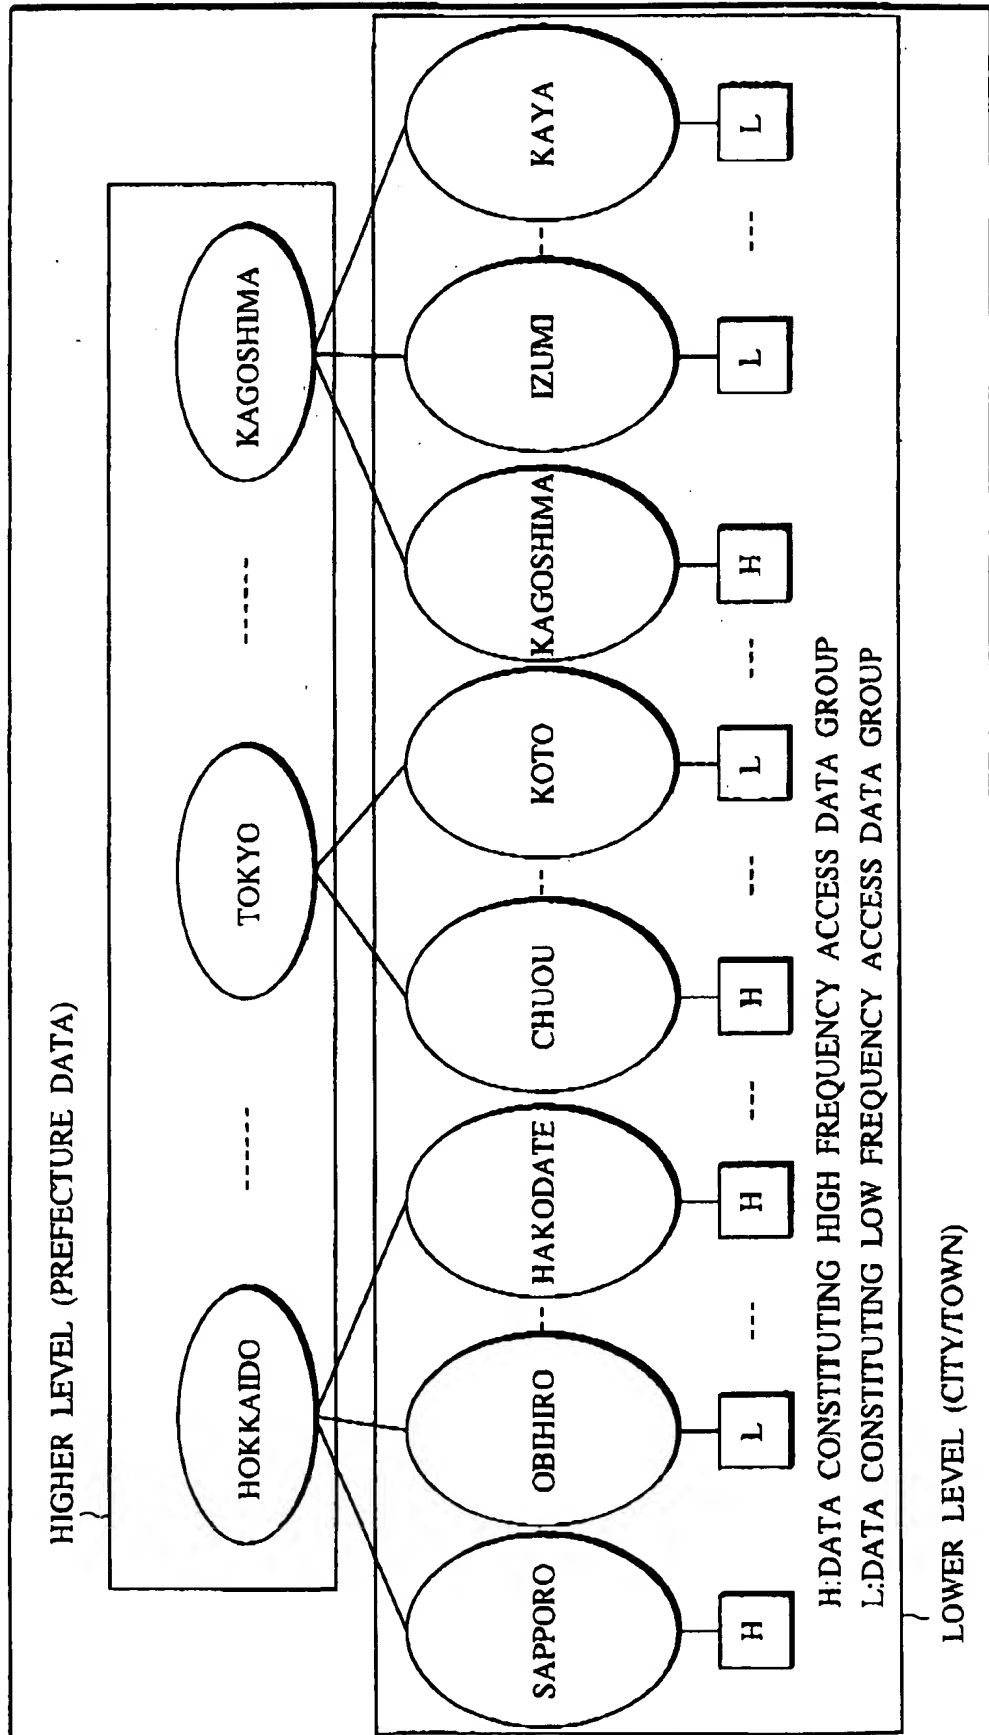 HIGHER LEVEL (PREFECTURE DATA)
HOKKAIDO
------
TOKYO
------
KAGOSHIMA
SAPPORO
OBIHIRO
---
HAKODATE
CHUOU
---
KOTO
KAGOSHIMA
IZUMI
---
KAYA
H
L
---
H
---
H
---
L
---
H
L
---
L
H:DATA CONSTITUTING HIGH FREQUENCY ACCESS DATA GROUP
L:DATA CONSTITUTING LOW FREQUENCY ACCESS DATA GROUP
LOWER LEVEL (CITY/TOWN)